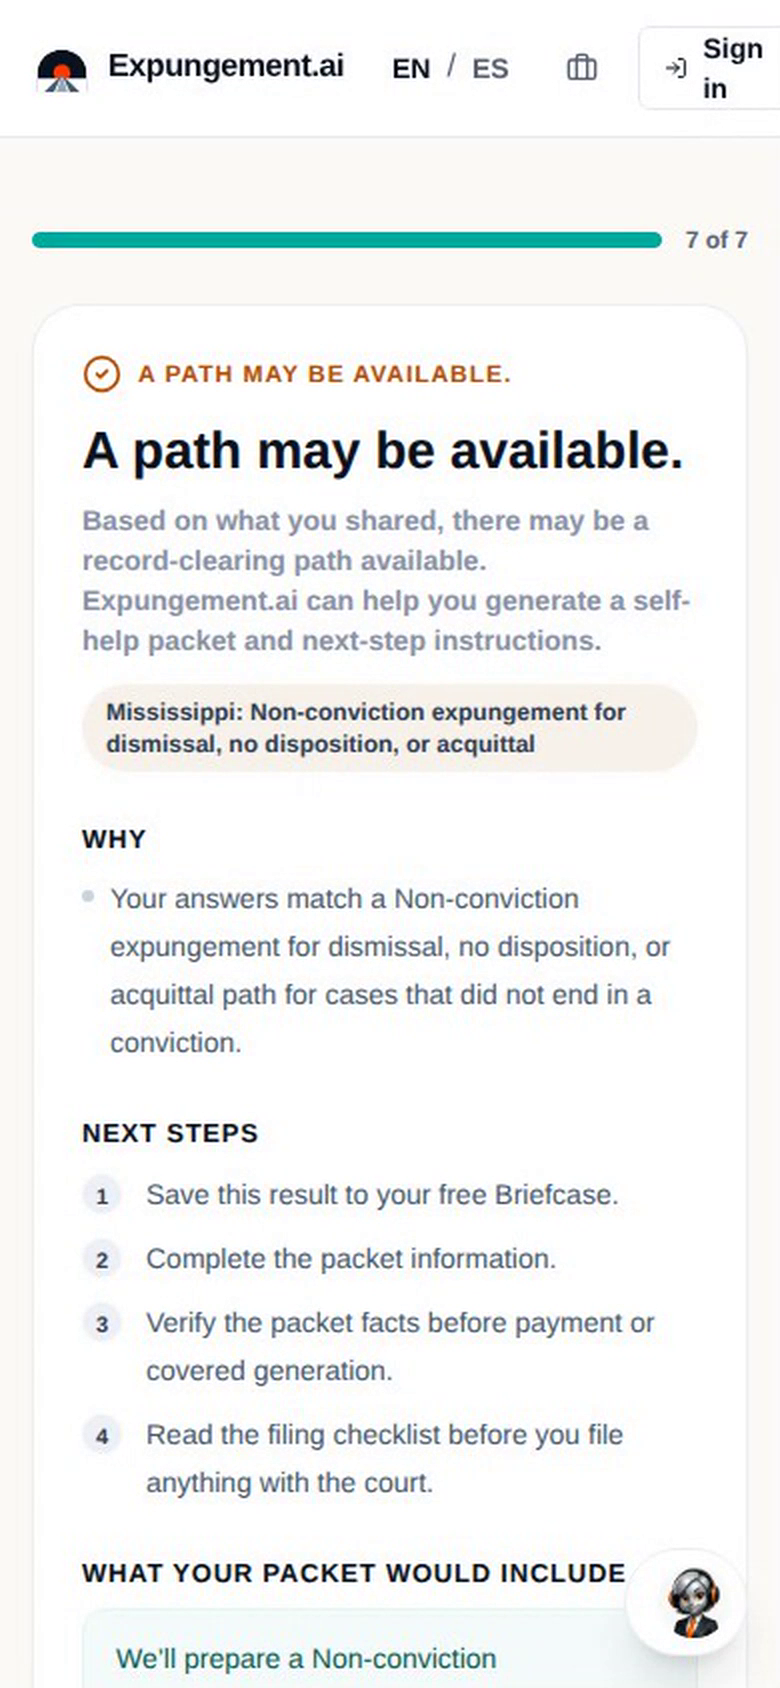 Expungement.ai EN / ES Sign in
7 of 7
A PATH MAY BE AVAILABLE.
A path may be available.
Based on what you shared, there may be a
record-clearing path available.
Expungement.ai can help you generate a self-
help packet and next-step instructions.
Mississippi: Non-conviction expungement for
dismissal, no disposition, or acquittal
WHY
Your answers match a Non-conviction
expungement for dismissal, no disposition, or
acquittal path for cases that did not end in a
conviction.
NEXT STEPS
1 Save this result to your free Briefcase.
2 Complete the packet information.
3 Verify the packet facts before payment or
covered generation.
4 Read the filing checklist before you file
anything with the court.
WHAT YOUR PACKET WOULD INCLUDE
We'll prepare a Non-conviction